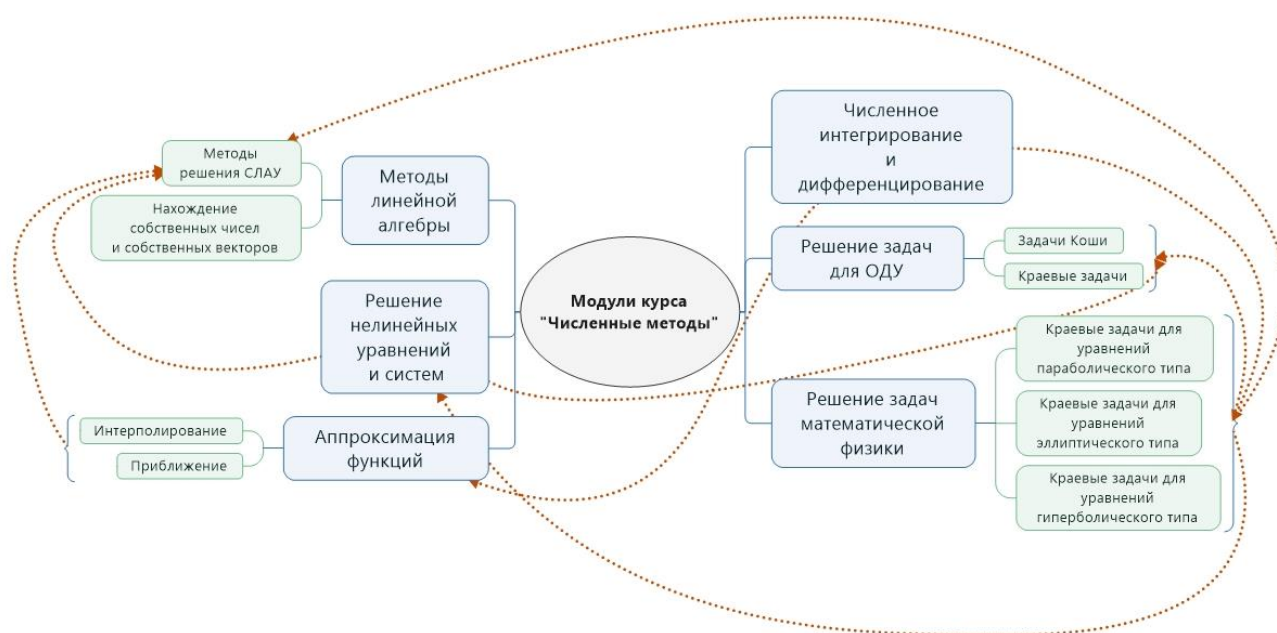 Модули курса
"Численные методы"
Методы
линейной
алгебры
Методы
решения СЛАУ
Нахождение
собственных чисел
и собственных векторов
Решение
нелинейных
уравнений
и систем
Аппроксимация
функций
Интерполирование
Приближение
Численное
интегрирование
и
дифференцирование
Решение задач
для ОДУ
Задачи Коши
Краевые задачи
Решение задач
математической
физики
Краевые задачи для
уравнений
параболического типа
Краевые задачи для
уравнений
эллиптического типа
Краевые задачи для
уравнений
гиперболического типа